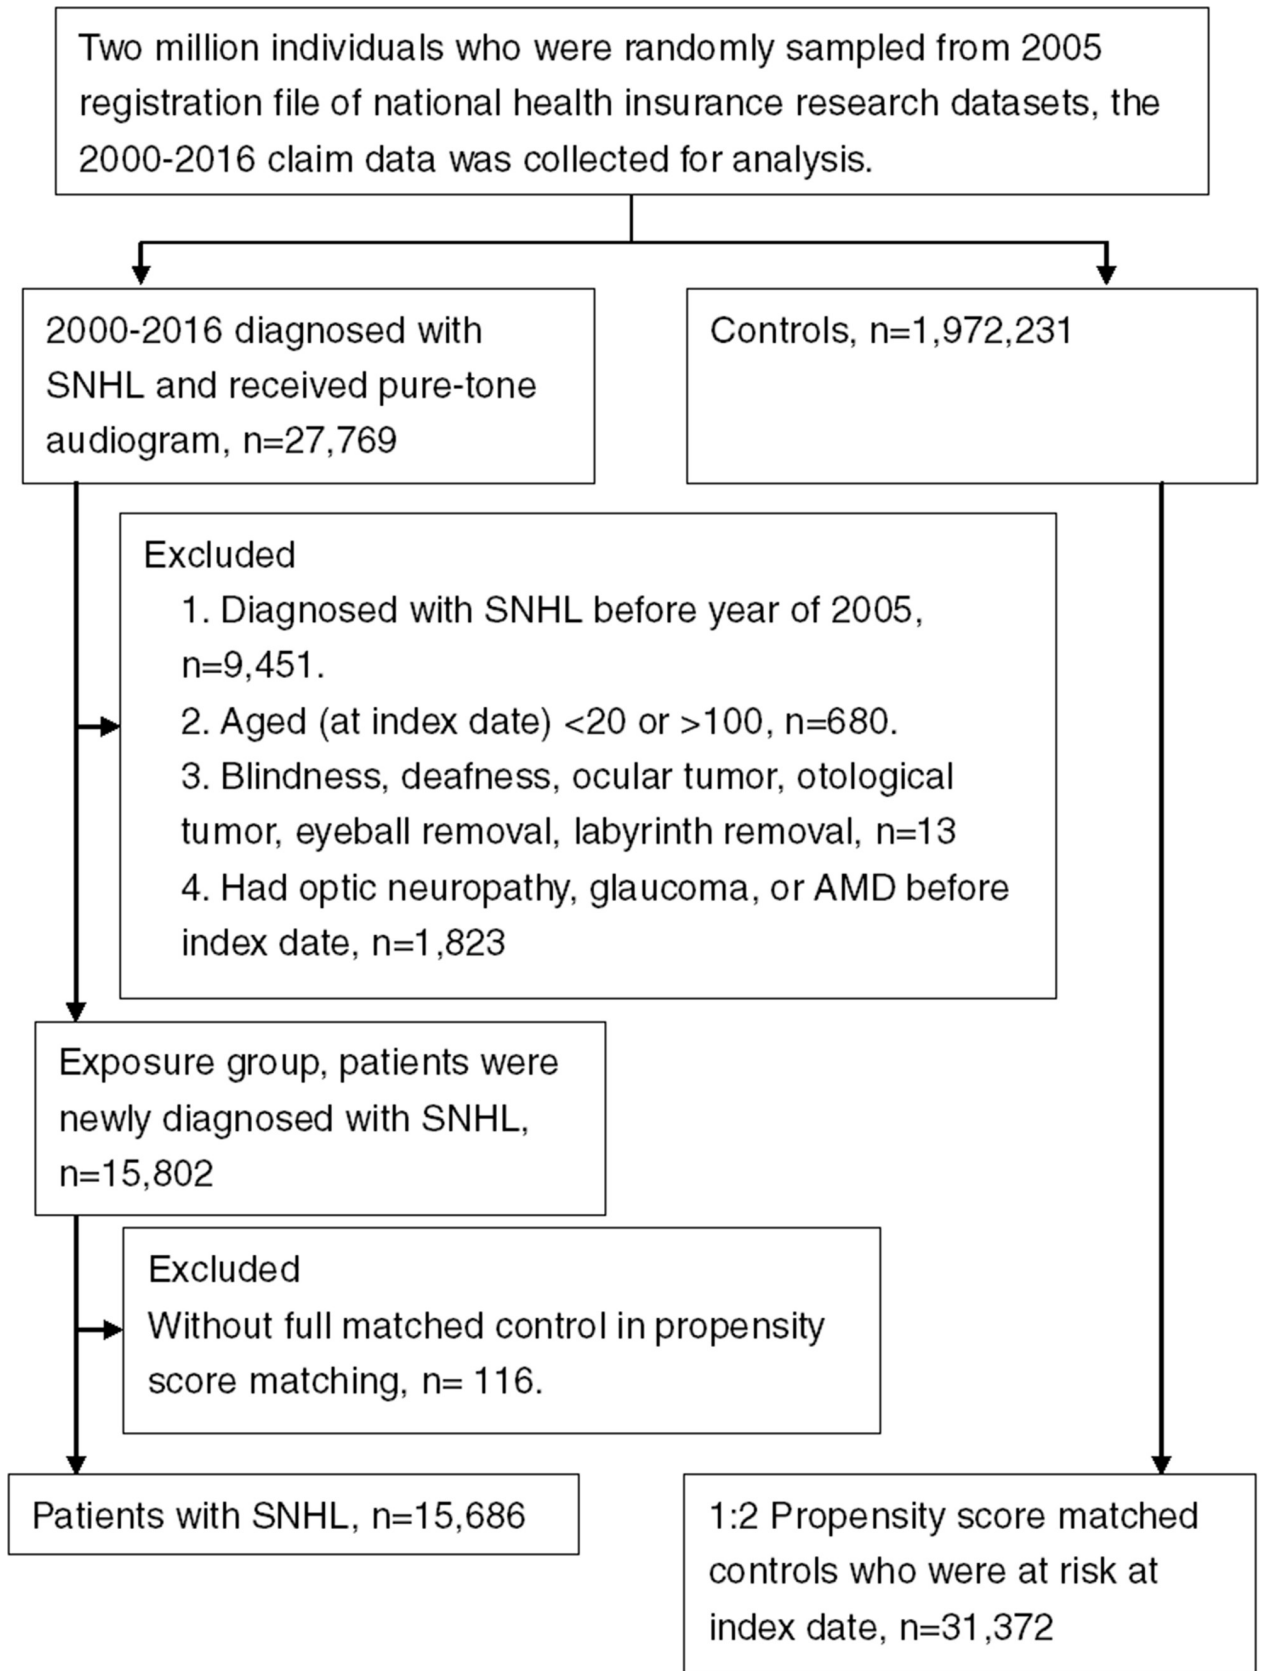 Two million individuals who were randomly sampled from 2005
registration file of national health insurance research datasets, the
2000-2016 claim data was collected for analysis.
2000-2016 diagnosed with
SNHL and received pure-tone
audiogram, n=27,769
Controls, n=1,972,231
Excluded
1. Diagnosed with SNHL before year of 2005,
n=9,451.
2. Aged (at index date) <20 or >100, n=680.
3. Blindness, deafness, ocular tumor, otological
tumor, eyeball removal, labyrinth removal, n=13
4. Had optic neuropathy, glaucoma, or AMD before
index date, n=1,823
Exposure group, patients were
newly diagnosed with SNHL,
n=15,802
Excluded
Without full matched control in propensity
score matching, n= 116.
Patients with SNHL, n=15,686
1:2 Propensity score matched
controls who were at risk at
index date, n=31,372